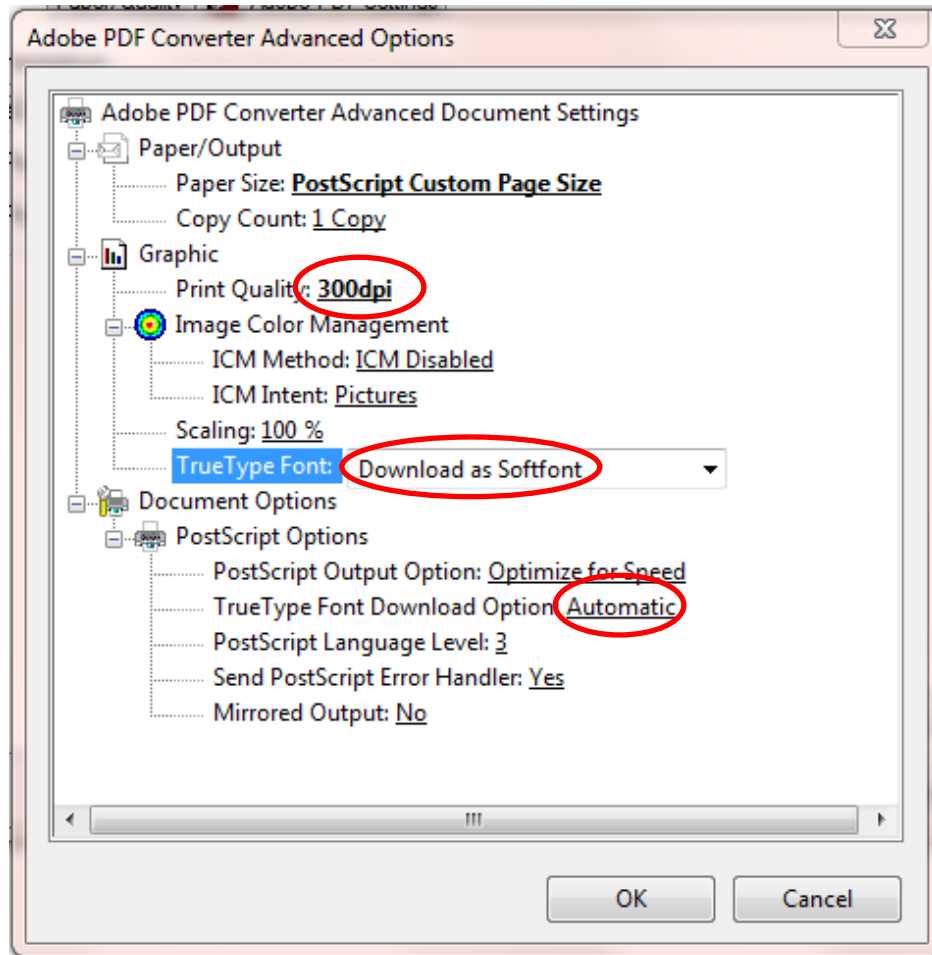 Adobe PDF Converter Advanced Options
Adobe PDF Converter Advanced Document Settings
Paper/Output
Paper Size: PostScript Custom Page Size
Copy Count: 1 Copy
Graphic
Print Quality: 300dpi
Image Color Management
ICM Method: ICM Disabled
ICM Intent: Pictures
Scaling: 100 %
TrueType Font: Download as Softfont
Document Options
PostScript Options
PostScript Output Option: Optimize for Speed
TrueType Font Download Option: Automatic
PostScript Language Level: 3
Send PostScript Error Handler: Yes
Mirrored Output: No
OK Cancel